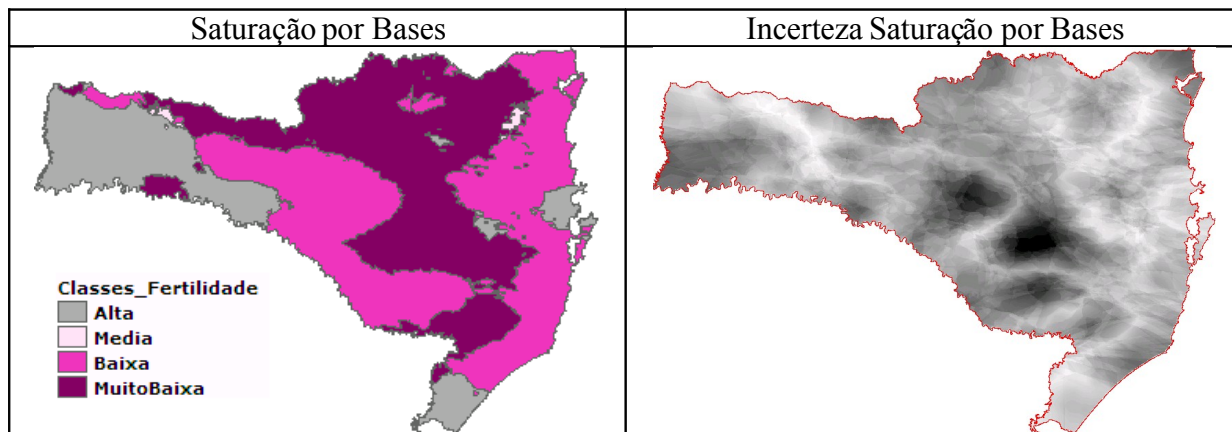 Saturação por Bases
Incerteza Saturação por Bases
Classes_Fertilidade
Alta
Media
Baixa
MuitoBaixa